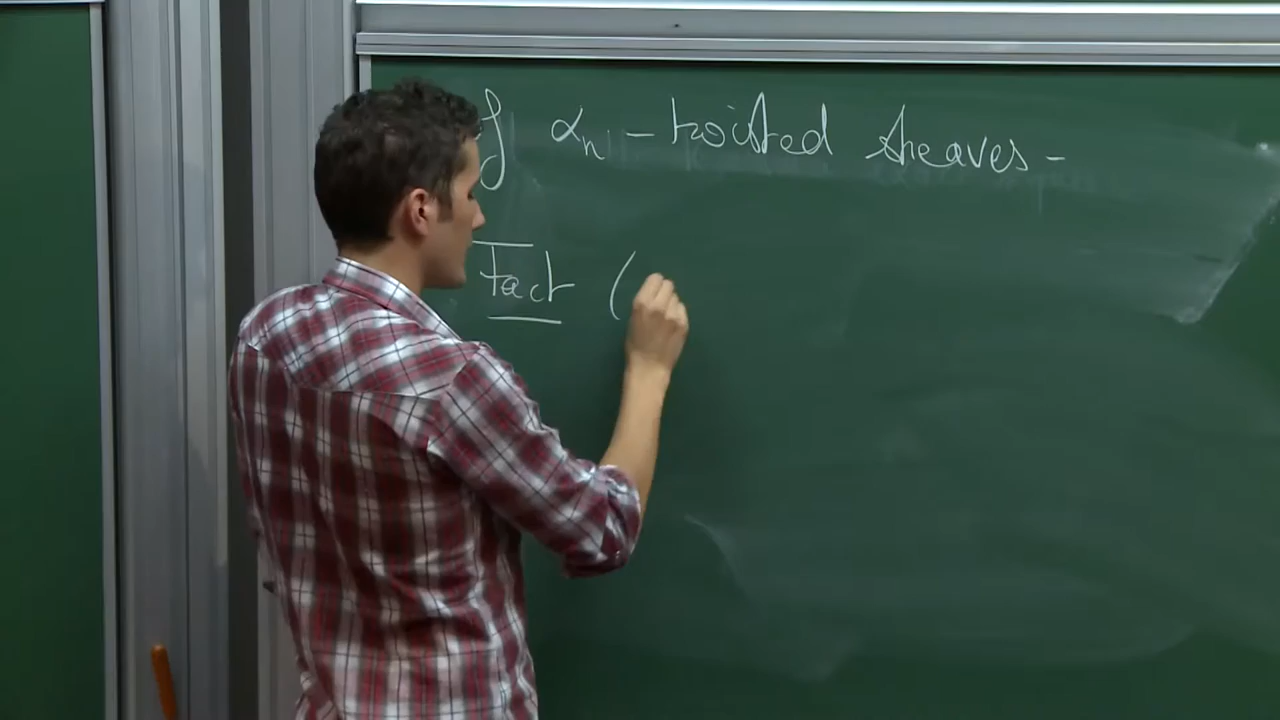 of αₙ-twisted sheaves-
Fact (